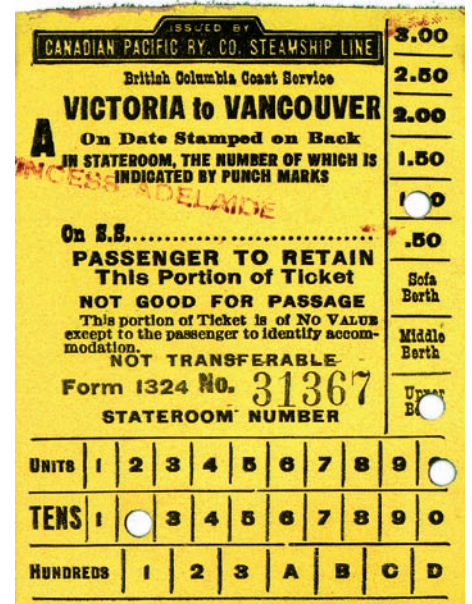 ISSUED BY
CANADIAN PACIFIC RY. CO. STEAMSHIP LINE
British Columbia Coast Service
VICTORIA to VANCOUVER
A
On Date Stamped on Back
IN STATEROOM, THE NUMBER OF WHICH IS
INDICATED BY PUNCH MARKS
NCESS ADELAIDE
On S.S.
PASSENGER TO RETAIN
This Portion of Ticket
NOT GOOD FOR PASSAGE
This portion of Ticket is of NO VALUE
except to the passenger to identify accom-
modation.
NOT TRANSFERABLE
Form 1324 No. 31367
STATEROOM NUMBER
3.00
2.50
2.00
1.50
.50
Sofa
Berth
Middle
Berth
UNITS 1 2 3 4 5 6 7 8 9
TENS 1 3 4 5 6 7 8 9 0
HUNDREDS 1 2 3 A B C D